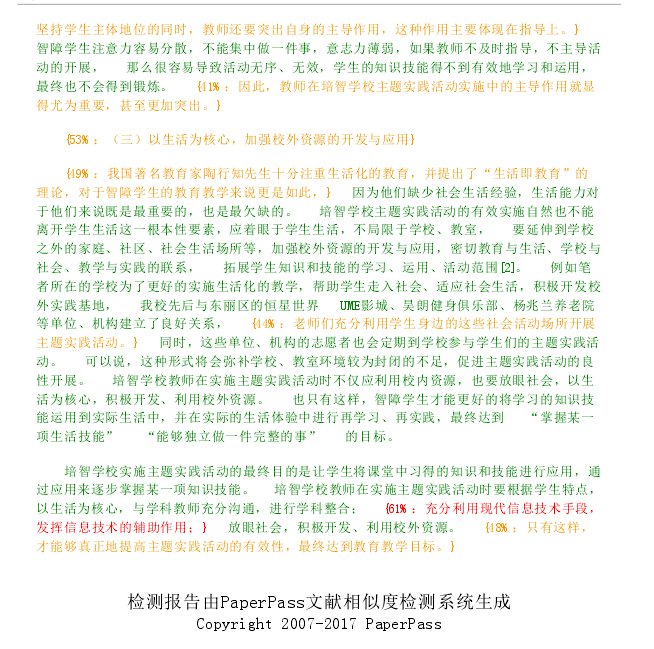 坚持学生主体地位的同时，教师还要突出自身的主导作用，这种作用主要体现在指导上。}
智障学生注意力容易分散，不能集中做一件事，意志力薄弱，如果教师不及时指导，不主导活
动的开展， 那么很容易导致活动无序、无效，学生的知识技能得不到有效地学习和运用，
最终也不会得到锻炼。 {41%：因此，教师在培智学校主题实践活动实施中的主导作用就显
得尤为重要，甚至更加突出。}
{53%：（三）以生活为核心，加强校外资源的开发与应用}
{49%：我国著名教育家陶行知先生十分注重生活化的教育，并提出了“生活即教育”的
理论，对于智障学生的教育教学来说更是如此，} 因为他们缺少社会生活经验，生活能力对
于他们来说既是最重要的，也是最欠缺的。 培智学校主题实践活动的有效实施自然也不能
离开学生生活这一根本性要素，应着眼于学生生活，不局限于学校、教室， 要延伸到学校
之外的家庭、社区、社会生活场所等，加强校外资源的开发与应用，密切教育与生活、学校与
社会、教学与实践的联系， 拓展学生知识和技能的学习、运用、活动范围[2]。 例如笔
者所在的学校为了更好的实施生活化的教学，帮助学生走入社会、适应社会生活，积极开发校
外实践基地， 我校先后与东丽区的恒星世界 UME影城、昊朗健身俱乐部、杨兆兰养老院
等单位、机构建立了良好关系， {44%：老师们充分利用学生身边的这些社会活动场所开展
主题实践活动。} 同时，这些单位、机构的志愿者也会定期到学校参与学生们的主题实践活
动。 可以说，这种形式将会弥补学校、教室环境较为封闭的不足，促进主题实践活动的良
性开展。 培智学校教师在实施主题实践活动时不仅应利用校内资源，也要放眼社会，以生
活为核心，积极开发、利用校外资源。 也只有这样，智障学生才能更好的将学习的知识技
能运用到实际生活中，并在实际的生活体验中进行再学习、再实践，最终达到 “掌握某一
项生活技能” “能够独立做一件完整的事” 的目标。
培智学校实施主题实践活动的最终目的是让学生将课堂中习得的知识和技能进行应用，通
过应用来逐步掌握某一项知识技能。 培智学校教师在实施主题实践活动时要根据学生特点，
以生活为核心，与学科教师充分沟通，进行学科整合； {61%：充分利用现代信息技术手段，
发挥信息技术的辅助作用；} 放眼社会，积极开发、利用校外资源。 {48%：只有这样，
才能够真正地提高主题实践活动的有效性，最终达到教育教学目标。}
检测报告由PaperPass文献相似度检测系统生成
Copyright 2007-2017 PaperPass